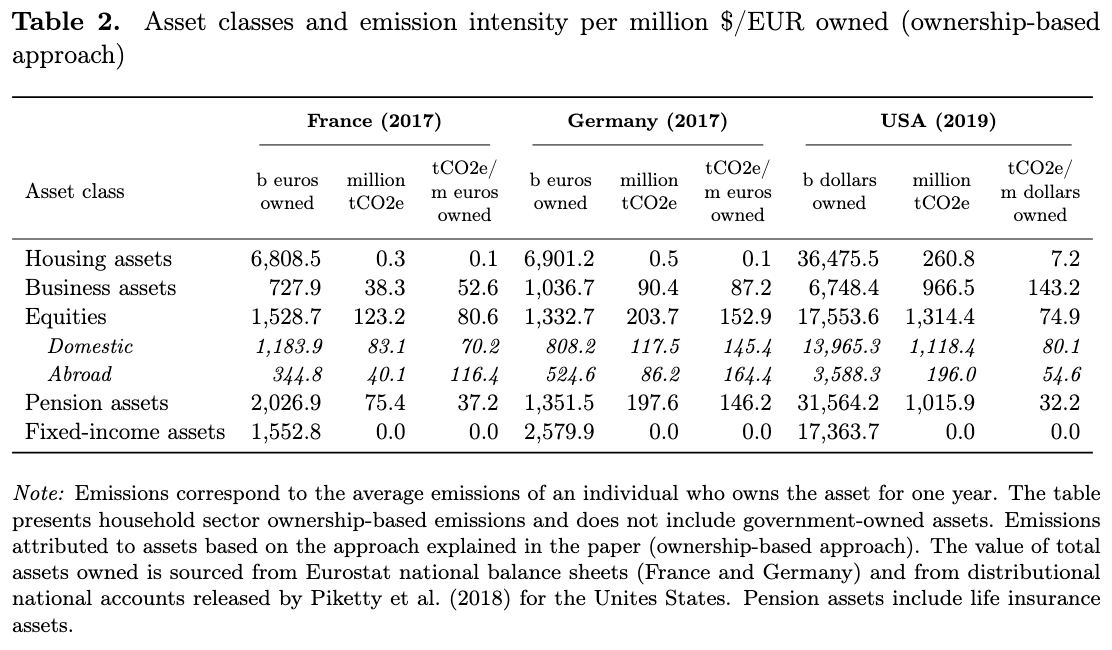 Table 2. Asset classes and emission intensity per million $/EUR owned (ownership-based
approach)
France (2017) Germany (2017) USA (2019)
Asset class b euros owned million tCO2e tCO2e/ m euros owned b euros owned million tCO2e tCO2e/ m euros owned b dollars owned million tCO2e tCO2e/ m dollars owned
Housing assets 6,808.5 0.3 0.1 6,901.2 0.5 0.1 36,475.5 260.8 7.2
Business assets 727.9 38.3 52.6 1,036.7 90.4 87.2 6,748.4 966.5 143.2
Equities 1,528.7 123.2 80.6 1,332.7 203.7 152.9 17,553.6 1,314.4 74.9
Domestic 1,183.9 83.1 70.2 808.2 117.5 145.4 13,965.3 1,118.4 80.1
Abroad 344.8 40.1 116.4 524.6 86.2 164.4 3,588.3 196.0 54.6
Pension assets 2,026.9 75.4 37.2 1,351.5 197.6 146.2 31,564.2 1,015.9 32.2
Fixed-income assets 1,552.8 0.0 0.0 2,579.9 0.0 0.0 17,363.7 0.0 0.0
Note: Emissions correspond to the average emissions of an individual who owns the asset for one year. The table
presents household sector ownership-based emissions and does not include government-owned assets. Emissions
attributed to assets based on the approach explained in the paper (ownership-based approach). The value of total
assets owned is sourced from Eurostat national balance sheets (France and Germany) and from distributional
national accounts released by Piketty et al. (2018) for the Unites States. Pension assets include life insurance
assets.